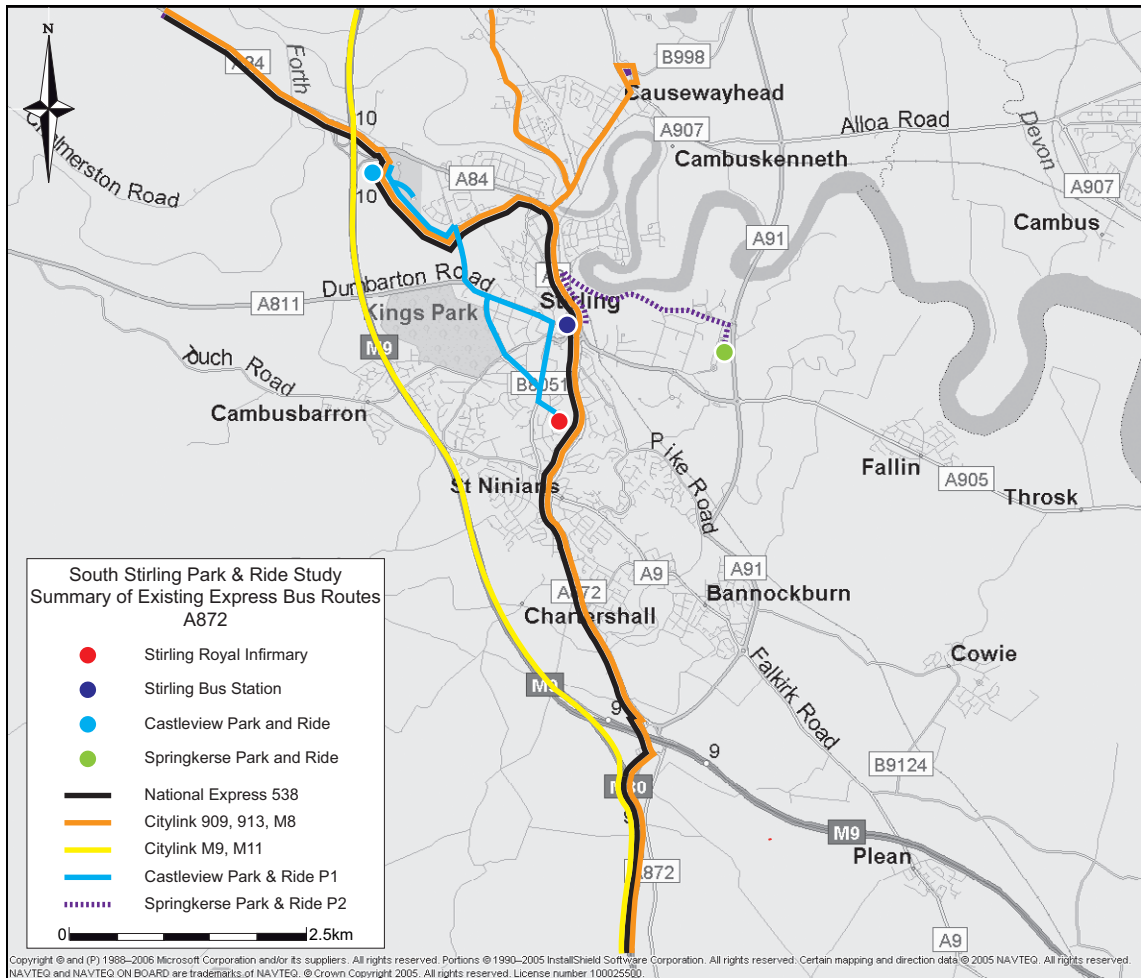 N
A84
Forth
B998
Causewayhead
10
A907
Alloa Road
Devon
Chalmerston Road
Cambuskenneth
A84
A907
10
Cambus
A91
Dumbarton Road
A811
Stirling
Kings Park
M9
Touch Road
B8051
Cambusbarron
Pike Road
Fallin
A905
St Ninians
Throsk
A9
A91
A872
Bannockburn
Chartershall
Cowie
Falkirk Road
M9
9
9
B9124
M80
9
M9
Plean
A872
A9
South Stirling Park & Ride Study
Summary of Existing Express Bus Routes
A872
Stirling Royal Infirmary
Stirling Bus Station
Castleview Park and Ride
Springkerse Park and Ride
National Express 538
Citylink 909, 913, M8
Citylink M9, M11
Castleview Park & Ride P1
Springkerse Park & Ride P2
0 2.5km
Copyright © and (P) 1988–2006 Microsoft Corporation and/or its suppliers. All rights reserved. Portions © 1990–2005 InstallShield Software Corporation. All rights reserved. Certain mapping and direction data © 2005 NAVTEQ. All rights reserved.
NAVTEQ and NAVTEQ ON BOARD are trademarks of NAVTEQ. © Crown Copyright 2005. All rights reserved. License number 100025500.